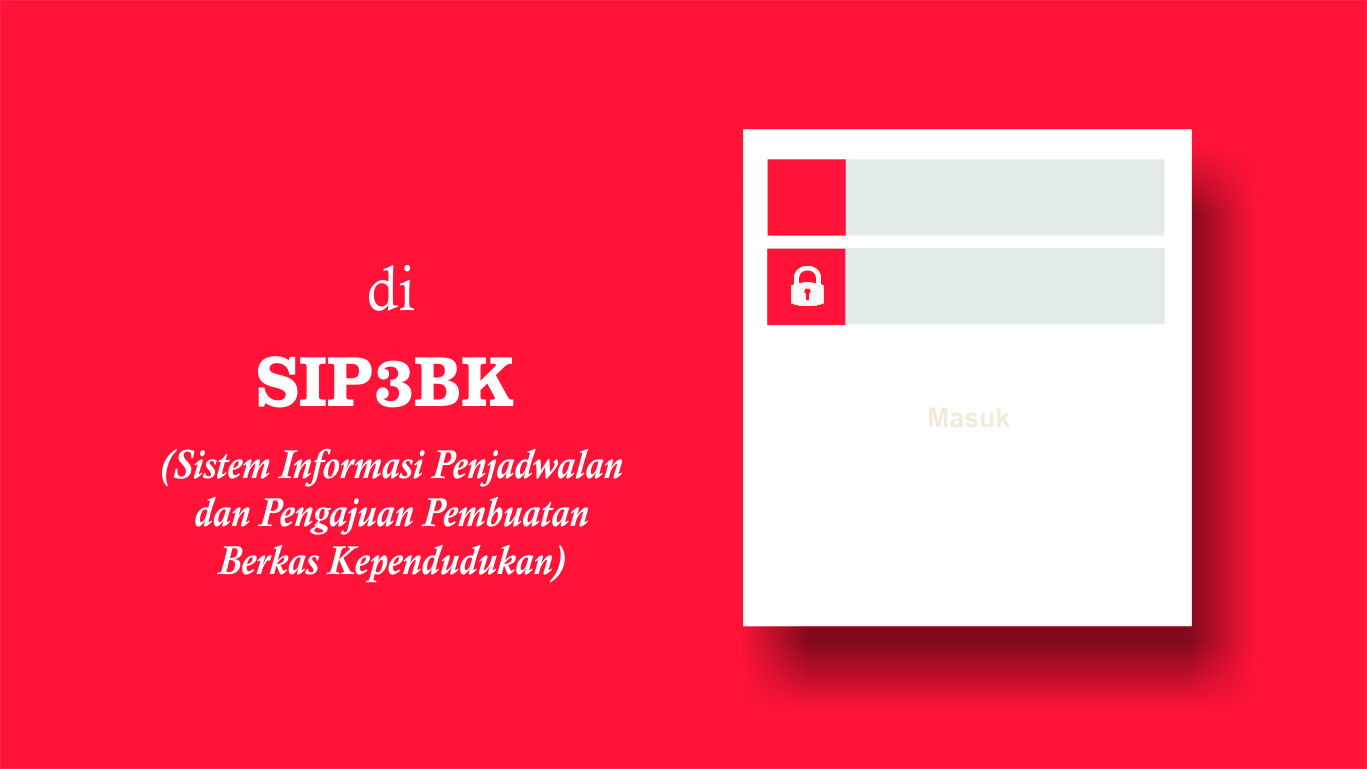 di
SIP3BK
(Sistem Informasi Penjadwalan
dan Pengajuan Pembuatan
Berkas Kependudukan)
Masuk